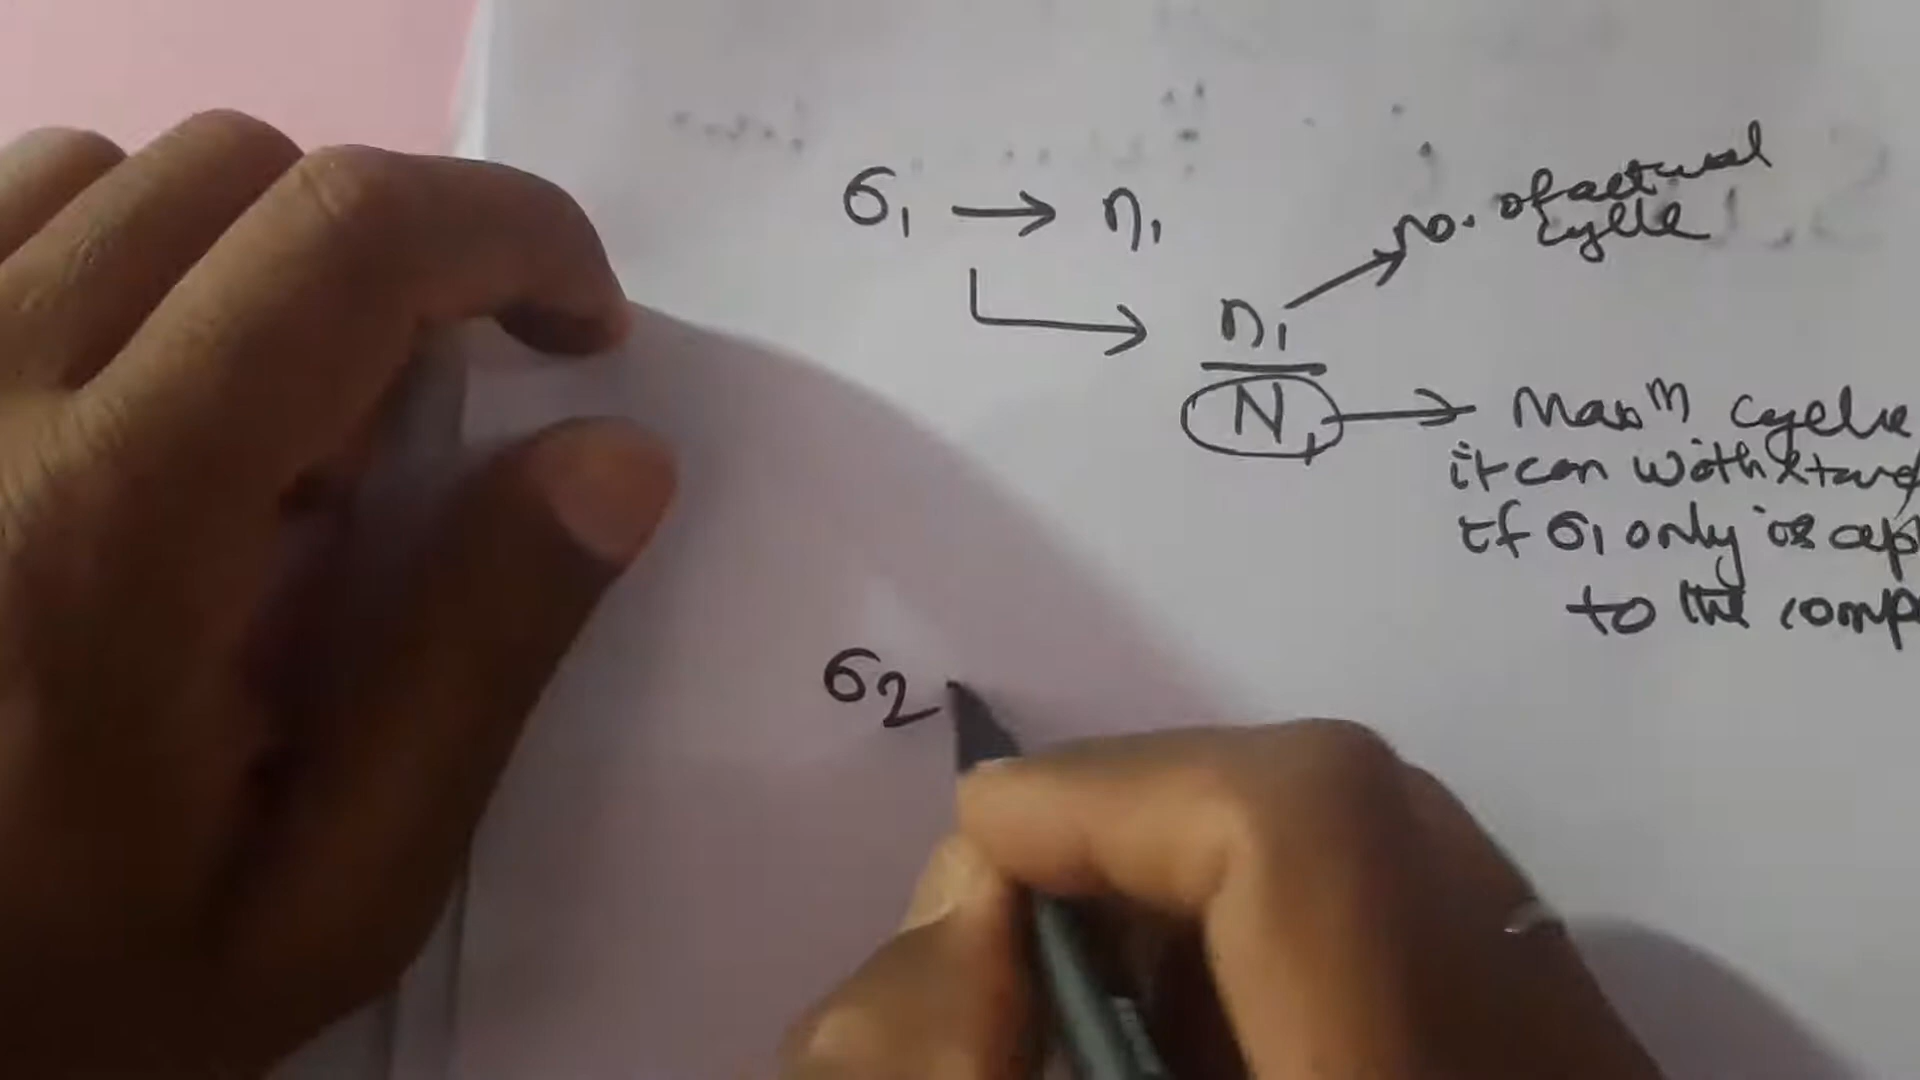 σ₁ → n₁
no. of actual
cycle
n₁
N₁ → Maxᵐ cycle
it can withstand
if σ₁ only is
to the
σ₂